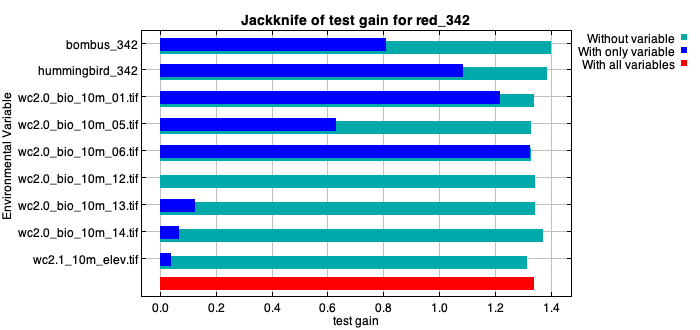 Jackknife of test gain for red_342
Without variable
With only variable
With all variables
Environmental Variable
bombus_342
hummingbird_342
wc2.0_bio_10m_01.tif
wc2.0_bio_10m_05.tif
wc2.0_bio_10m_06.tif
wc2.0_bio_10m_12.tif
wc2.0_bio_10m_13.tif
wc2.0_bio_10m_14.tif
wc2.1_10m_elev.tif
0.0 0.2 0.4 0.6 0.8 1.0 1.2 1.4
test gain